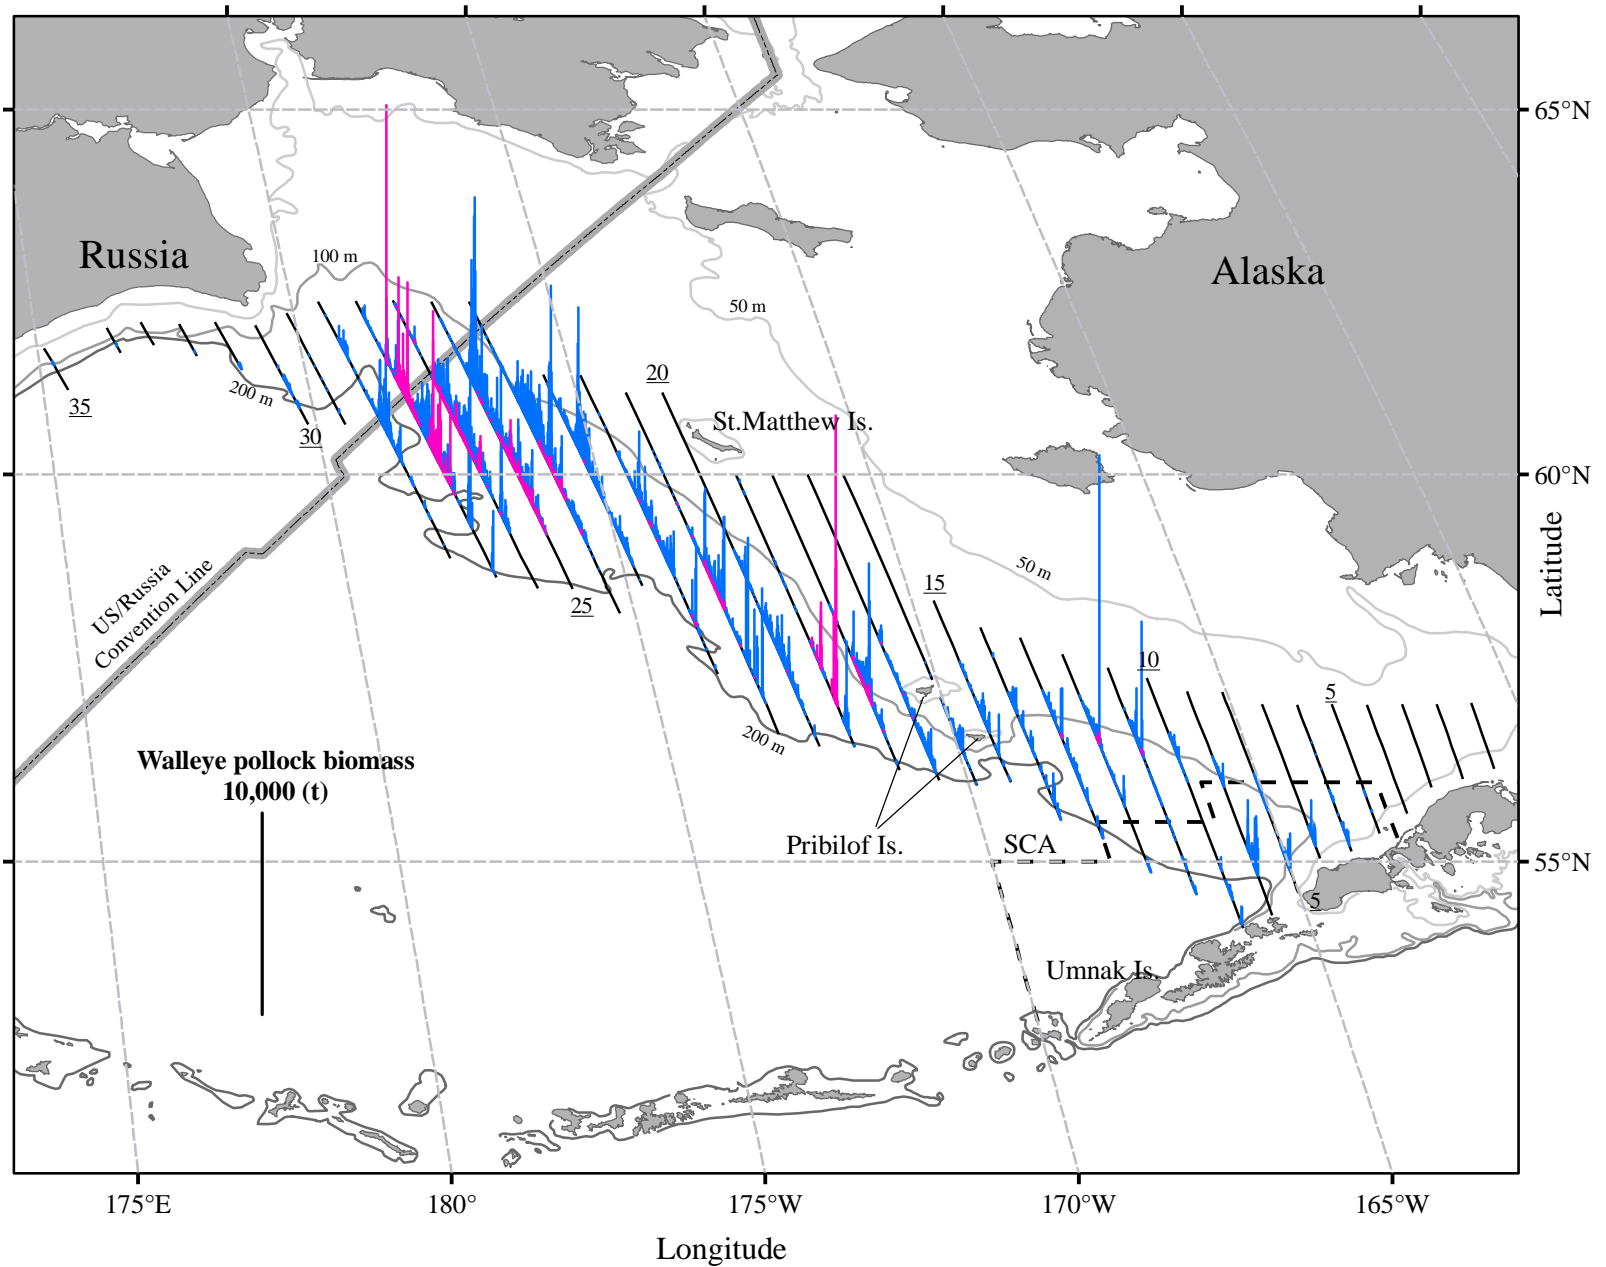 65°N
Russia
100 m
Alaska
50 m
20
35
200 m
St.Matthew Is.
30
60°N
US/Russia
Convention Line
50 m
Latitude
15
25
10
5
200 m
Walleye pollock biomass
10,000 (t)
Pribilof Is.
SCA
55°N
5
Umnak Is.
175°E
180°
175°W
170°W
165°W
Longitude